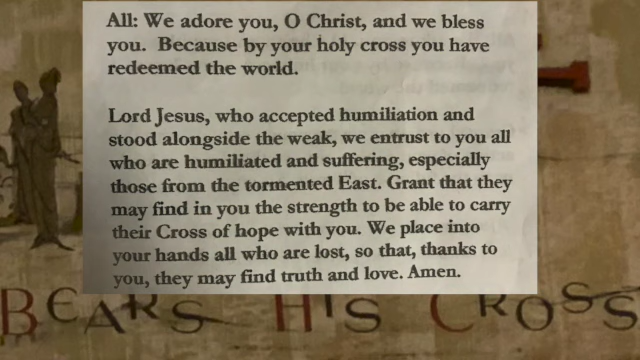 All: We adore you, O Christ, and we bless
you. Because by your holy cross you have
redeemed the world.
Lord Jesus, who accepted humiliation and
stood alongside the weak, we entrust to you all
who are humiliated and suffering, especially
those from the tormented East. Grant that they
may find in you the strength to be able to carry
their Cross of hope with you. We place into
your hands all who are lost, so that, thanks to
you, they may find truth and love. Amen.
BEARS HIS CROSS